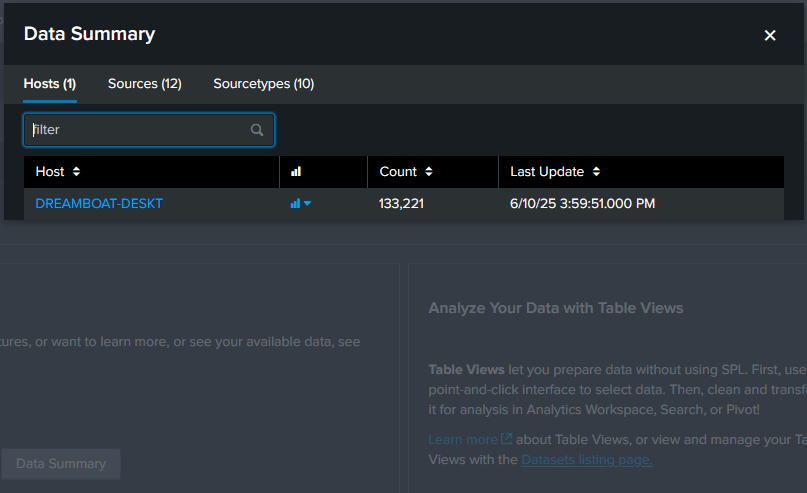 Data Summary
Hosts (1) Sources (12) Sourcetypes (10)
filter
Host Count Last Update
DREAMBOAT-DESKT 133,221 6/10/25 3:59:51.000 PM
Analyze Your Data with Table Views
tures, or want to learn more, or see your available data, see
Table Views let you prepare data without using SPL. First, use
point-and-click interface to select data. Then, clean and transfo
it for analysis in Analytics Workspace, Search, or Pivot!
Learn more about Table Views, or view and manage your Ta
Views with the Datasets listing page.
Data Summary